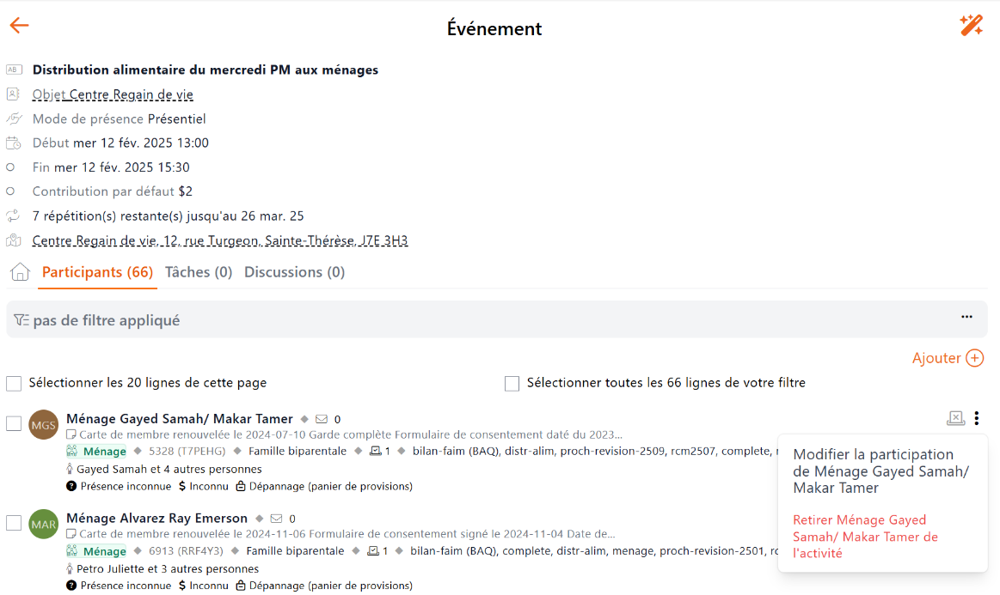 Événement
AB
Distribution alimentaire du mercredi PM aux ménages
Objet Centre Regain de vie
Mode de présence Présentiel
Début mer 12 fév. 2025 13:00
Fin mer 12 fév. 2025 15:30
Contribution par défaut $2
7 répétition(s) restante(s) jusqu'au 26 mar. 25
Centre Regain de vie, 12, rue Turgeon, Sainte-Thérèse, J7E 3H3
Participants (66) Tâches (0) Discussions (0)
pas de filtre appliqué ...
Ajouter
Sélectionner les 20 lignes de cette page Sélectionner toutes les 66 lignes de votre filtre
MGS Ménage Gayed Samah/ Makar Tamer 0
Carte de membre renouvelée le 2024-07-10 Garde complète Formulaire de consentement daté du 2023...
Ménage 5328 (T7PEHG) Famille biparentale 1 bilan-faim (BAQ), distr-alim, proch-revision-2509, rcm2507, complete,
Gayed Samah et 4 autres personnes
Présence inconnue $ Inconnu Dépannage (panier de provisions)
MAR Ménage Alvarez Ray Emerson 0
Carte de membre renouvelée le 2024-11-06 Formulaire de consentement signé le 2024-11-04 Date de...
Ménage 6913 (RRF4Y3) Famille biparentale 1 bilan-faim (BAQ), complete, distr-alim, menage, proch-revision-2501,
Petro Juliette et 3 autres personnes
Présence inconnue $ Inconnu Dépannage (panier de provisions)
Modifier la participation
de Ménage Gayed Samah/
Makar Tamer
Retirer Ménage Gayed
Samah/ Makar Tamer de
l'activité